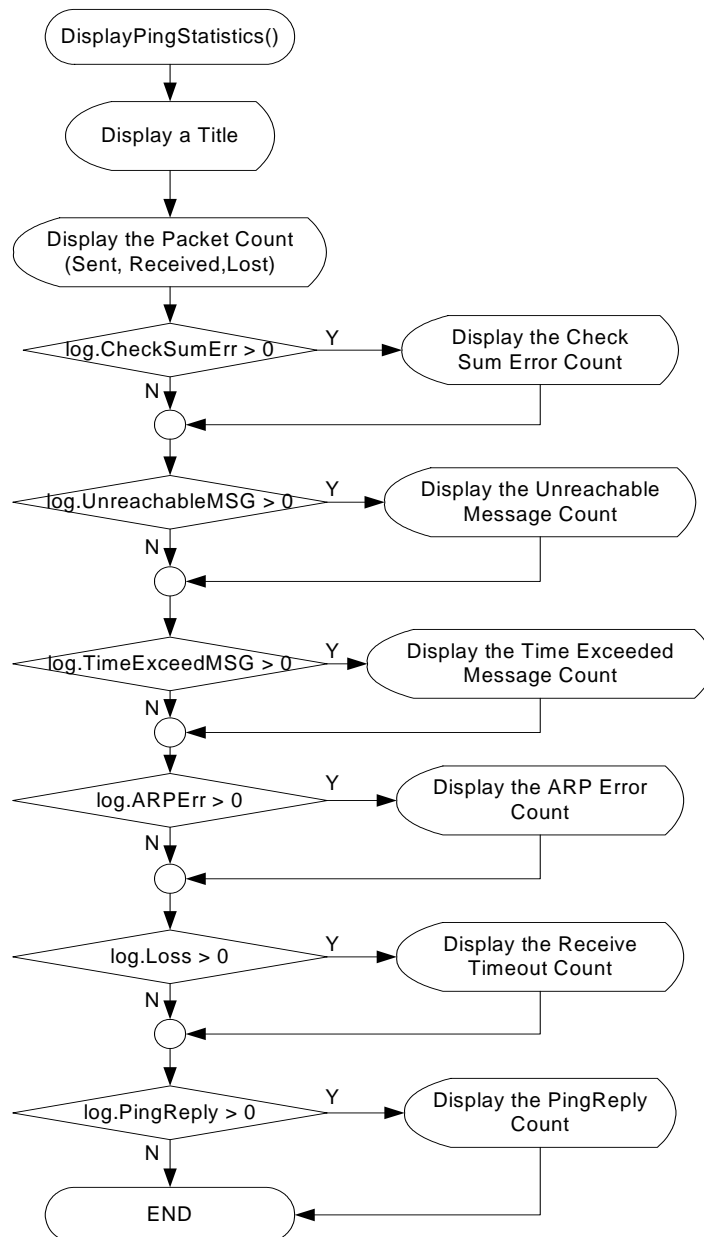 DisplayPingStatistics()
Display a Title
Display the Packet Count
(Sent, Received,Lost)
log.CheckSumErr > 0
Y
Display the Check
Sum Error Count
N
log.UnreachableMSG > 0
Y
Display the Unreachable
Message Count
N
log.TimeExceedMSG > 0
Y
Display the Time Exceeded
Message Count
N
log.ARPErr > 0
Y
Display the ARP Error
Count
N
log.Loss > 0
Y
Display the Receive
Timeout Count
N
log.PingReply > 0
Y
Display the PingReply
Count
N
END